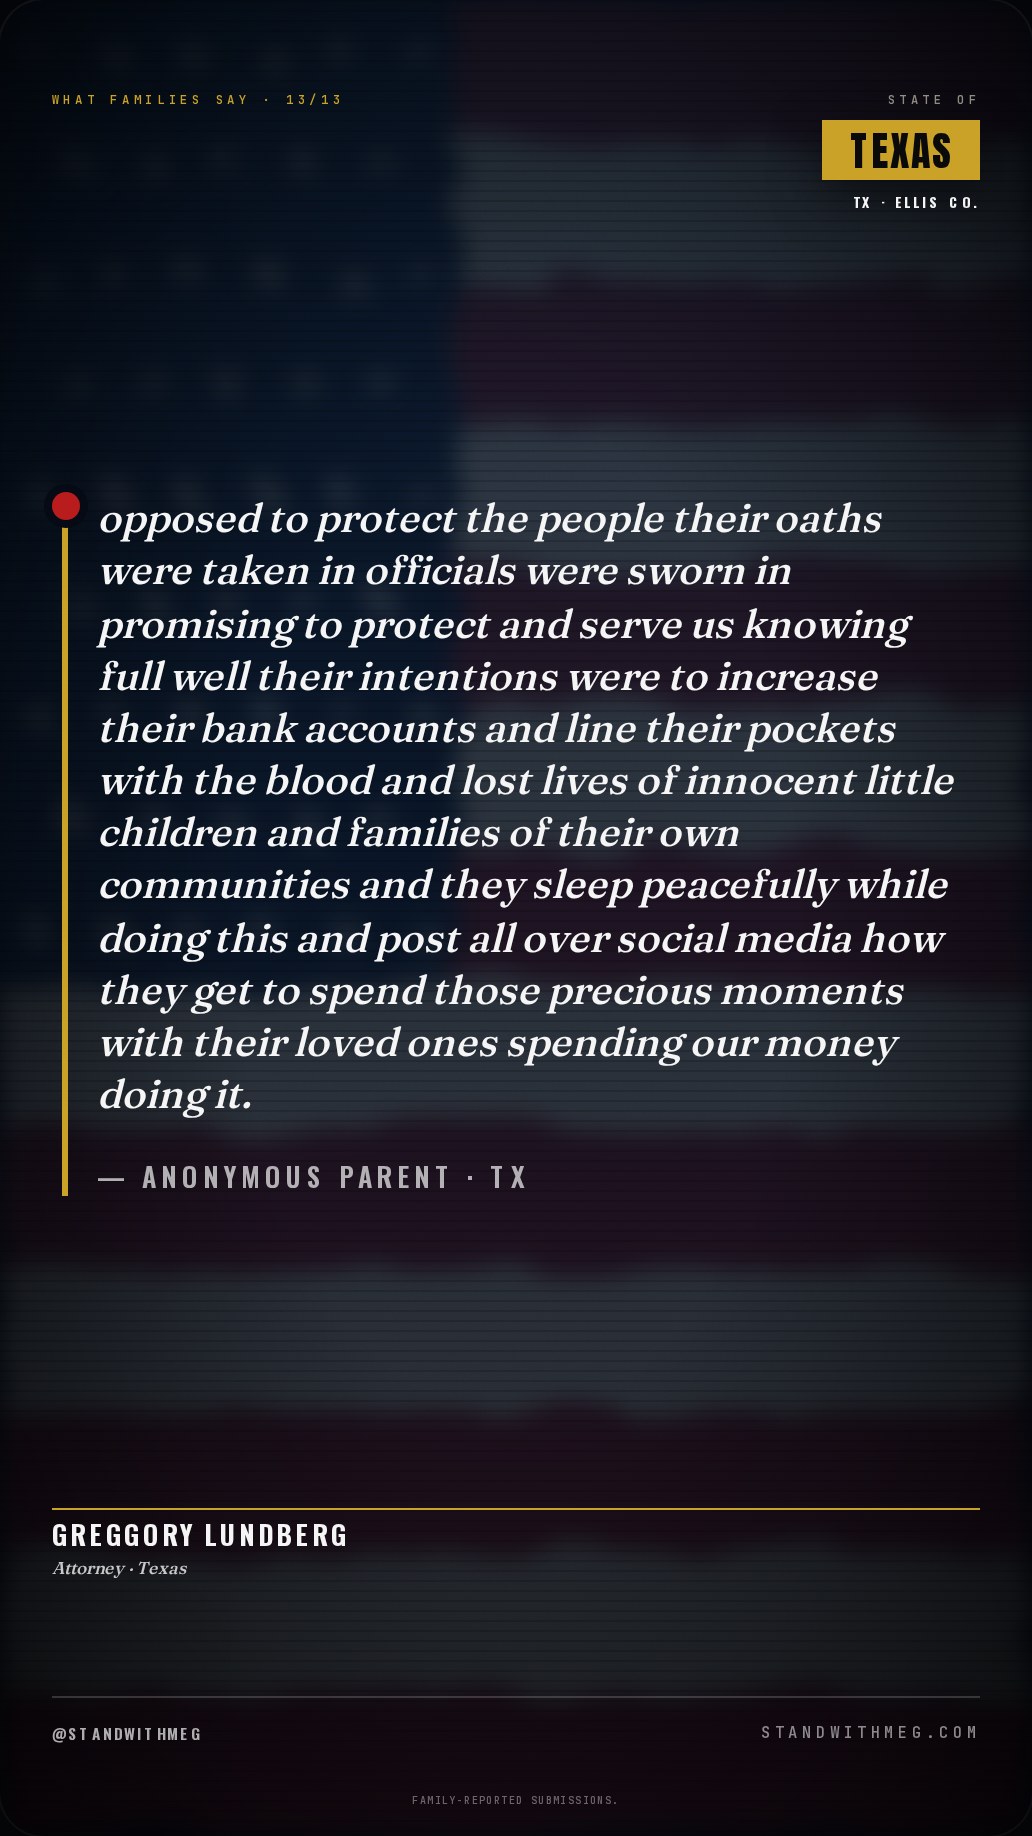 WHAT FAMILIES SAY · 13/13
STATE OF
TEXAS
TX · ELLIS CO.
opposed to protect the people their oaths
were taken in officials were sworn in
promising to protect and serve us knowing
full well their intentions were to increase
their bank accounts and line their pockets
with the blood and lost lives of innocent little
children and families of their own
communities and they sleep peacefully while
doing this and post all over social media how
they get to spend those precious moments
with their loved ones spending our money
doing it.
— ANONYMOUS PARENT · TX
GREGGORY LUNDBERG
Attorney · Texas
@STANDWITHMEG
STANDWITHMEG.COM
FAMILY-REPORTED SUBMISSIONS.